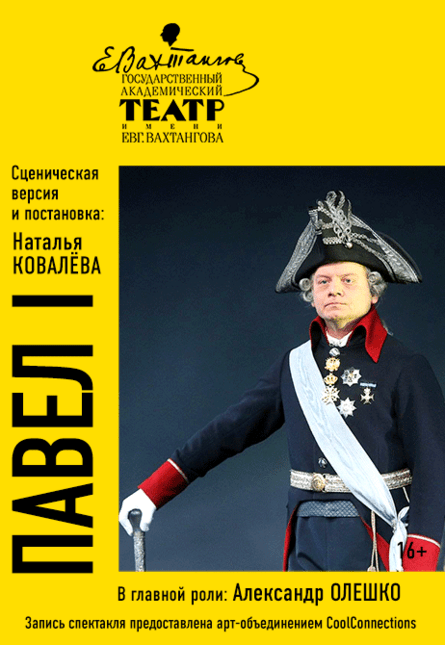 Е.Вахтангов
ГОСУДАРСТВЕННЫЙ
АКАДЕМИЧЕСКИЙ
ТЕАТР
ИМЕНИ
ЕВГ. ВАХТАНГОВА
Сценическая
версия
и постановка:
Наталья
КОВАЛЁВА
ПАВЕЛ I
16+
В главной роли: Александр ОЛЕШКО
Запись спектакля предоставлена арт-объединением CoolConnections